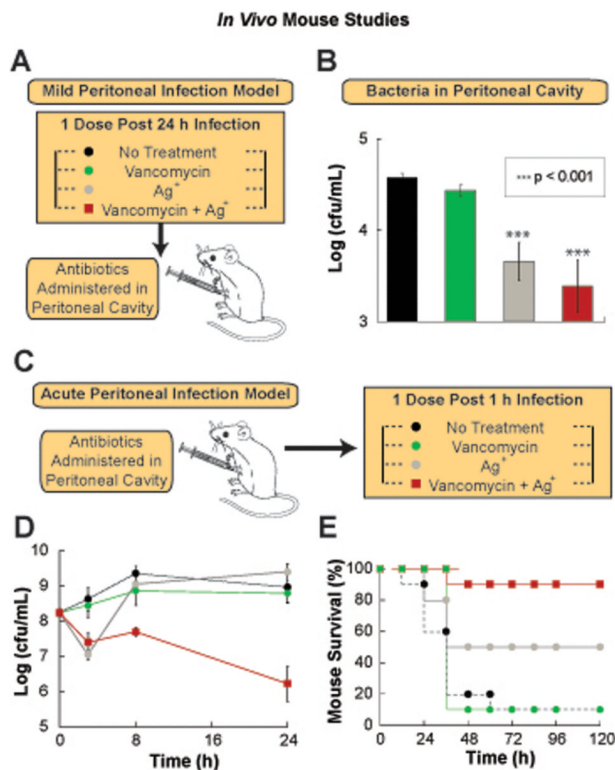 In Vivo Mouse Studies
A
Mild Peritoneal Infection Model
1 Dose Post 24 h Infection
No Treatment
Vancomycin
Ag+
Vancomycin + Ag+
Antibiotics
Administered in
Peritoneal Cavity
B
Bacteria in Peritoneal Cavity
Log (cfu/mL)
5
4
3
*** p < 0.001
***
***
C
Acute Peritoneal Infection Model
Antibiotics
Administered in
Peritoneal Cavity
1 Dose Post 1 h Infection
No Treatment
Vancomycin
Ag+
Vancomycin + Ag+
D
Log (cfu/mL)
10
9
8
7
6
5
0 8 16 24
Time (h)
E
Mouse Survival (%)
100
80
60
40
20
0
0 24 48 72 96 120
Time (h)